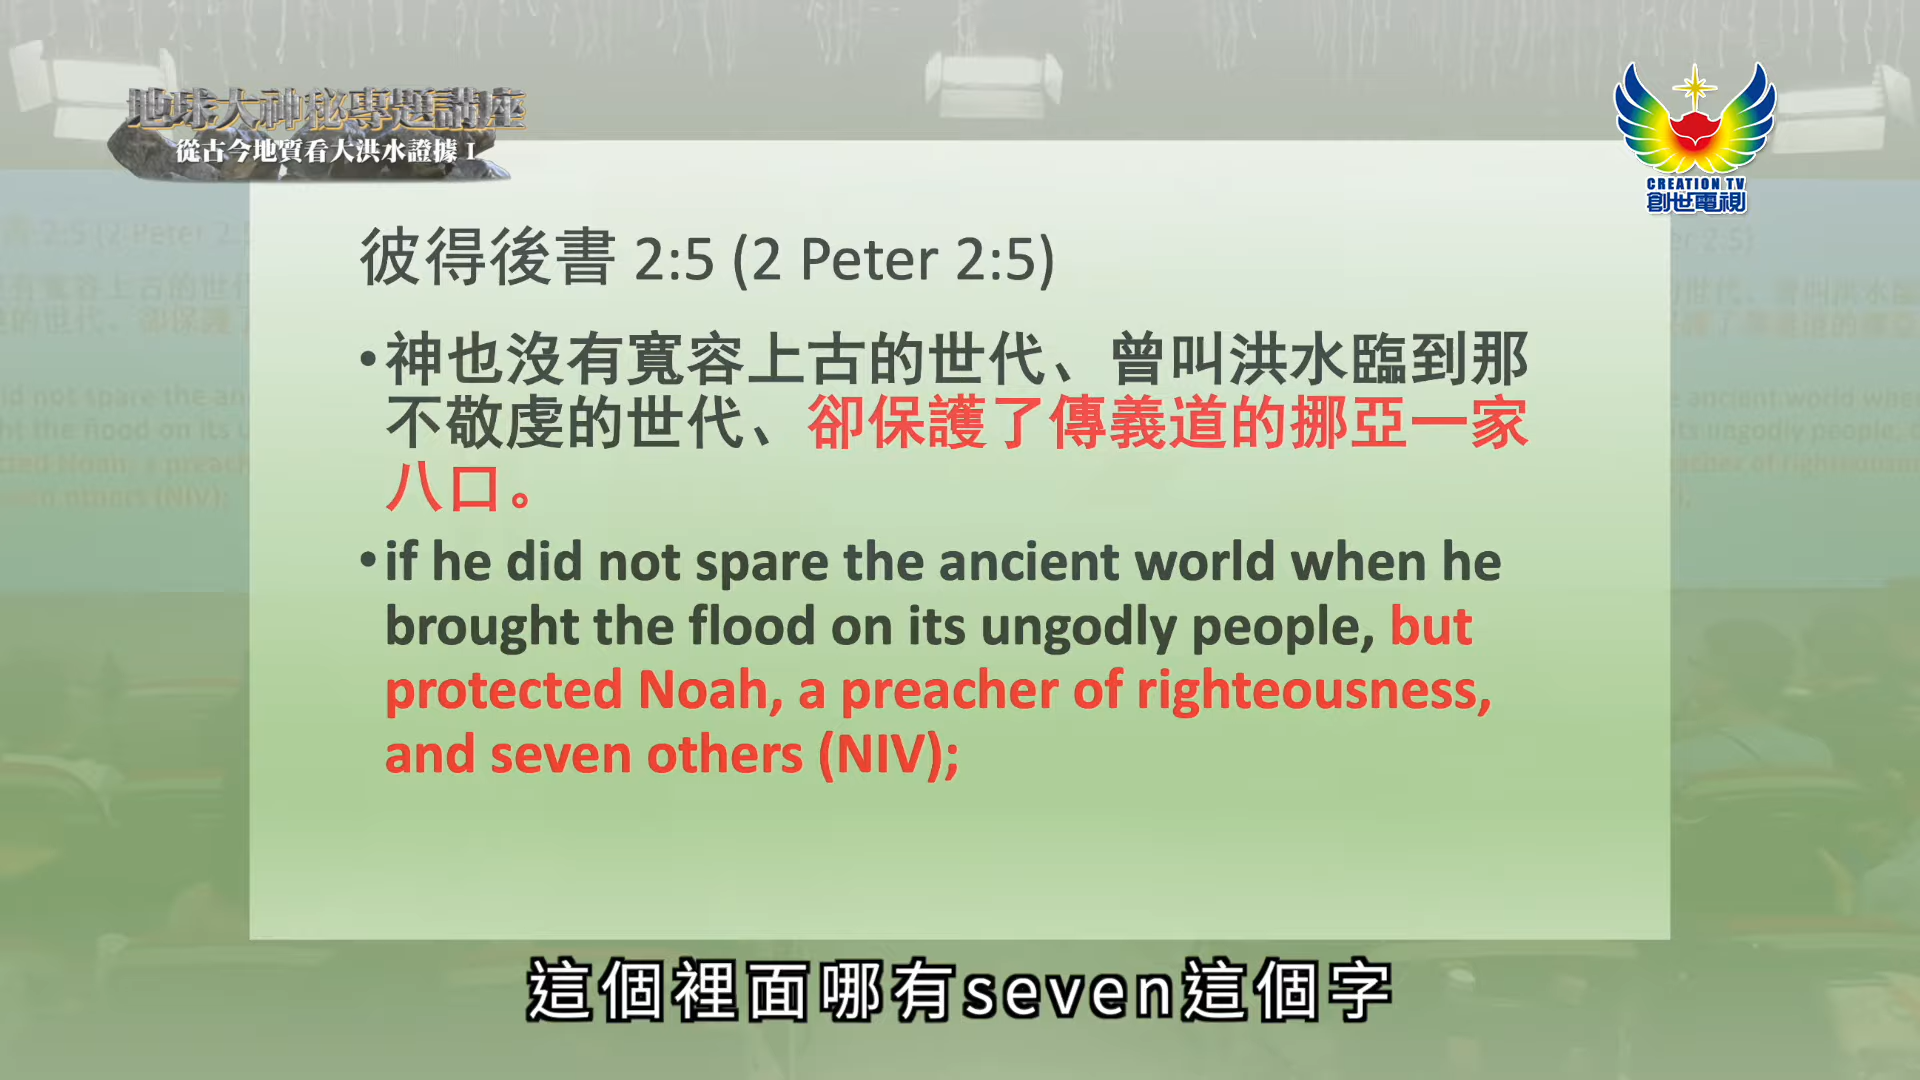 地球大神秘專題講座
從古今地質看大洪水證據 I
CREATION TV
創世電視
彼得後書 2:5 (2 Peter 2:5)
•神也沒有寬容上古的世代、曾叫洪水臨到那
不敬虔的世代、卻保護了傳義道的挪亞一家
八口。
•if he did not spare the ancient world when he
brought the flood on its ungodly people, but
protected Noah, a preacher of righteousness,
and seven others (NIV);
這個裡面哪有seven這個字